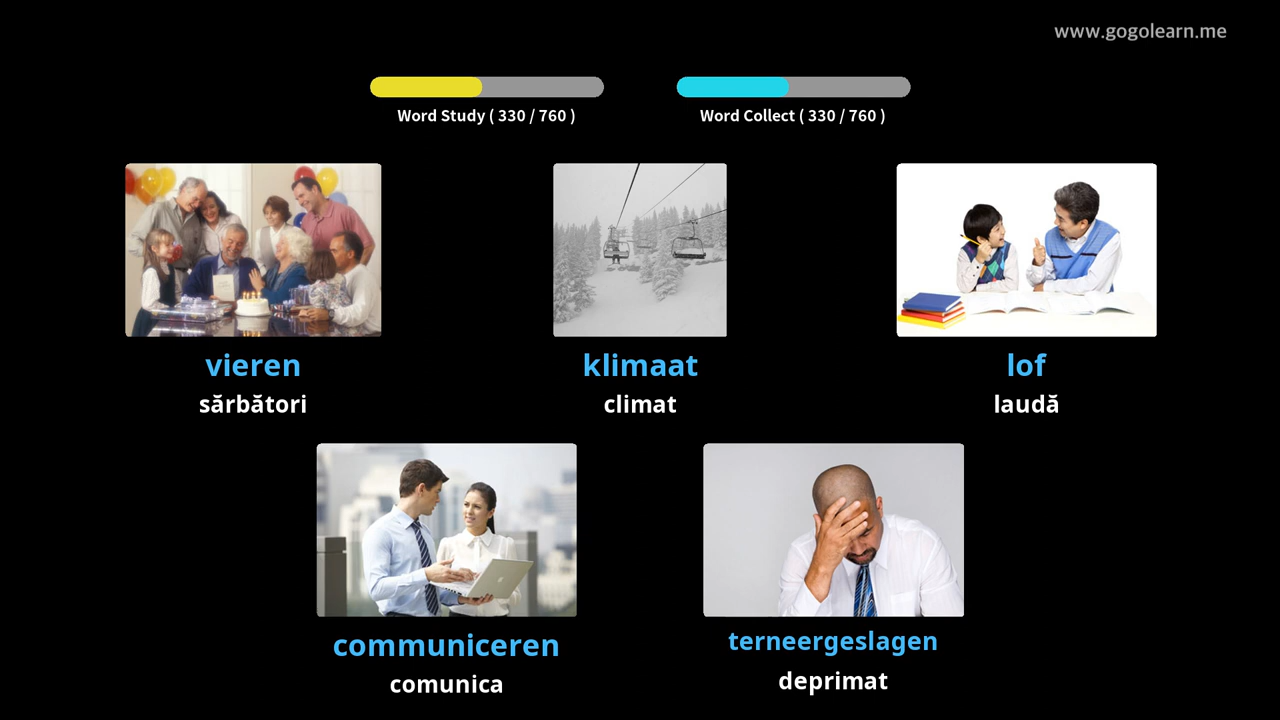 www.gogolearn.me
Word Study ( 330 / 760 )
Word Collect ( 330 / 760 )
vieren
sărbători
klimaat
climat
lof
laudă
communiceren
comunica
terneergeslagen
deprimat